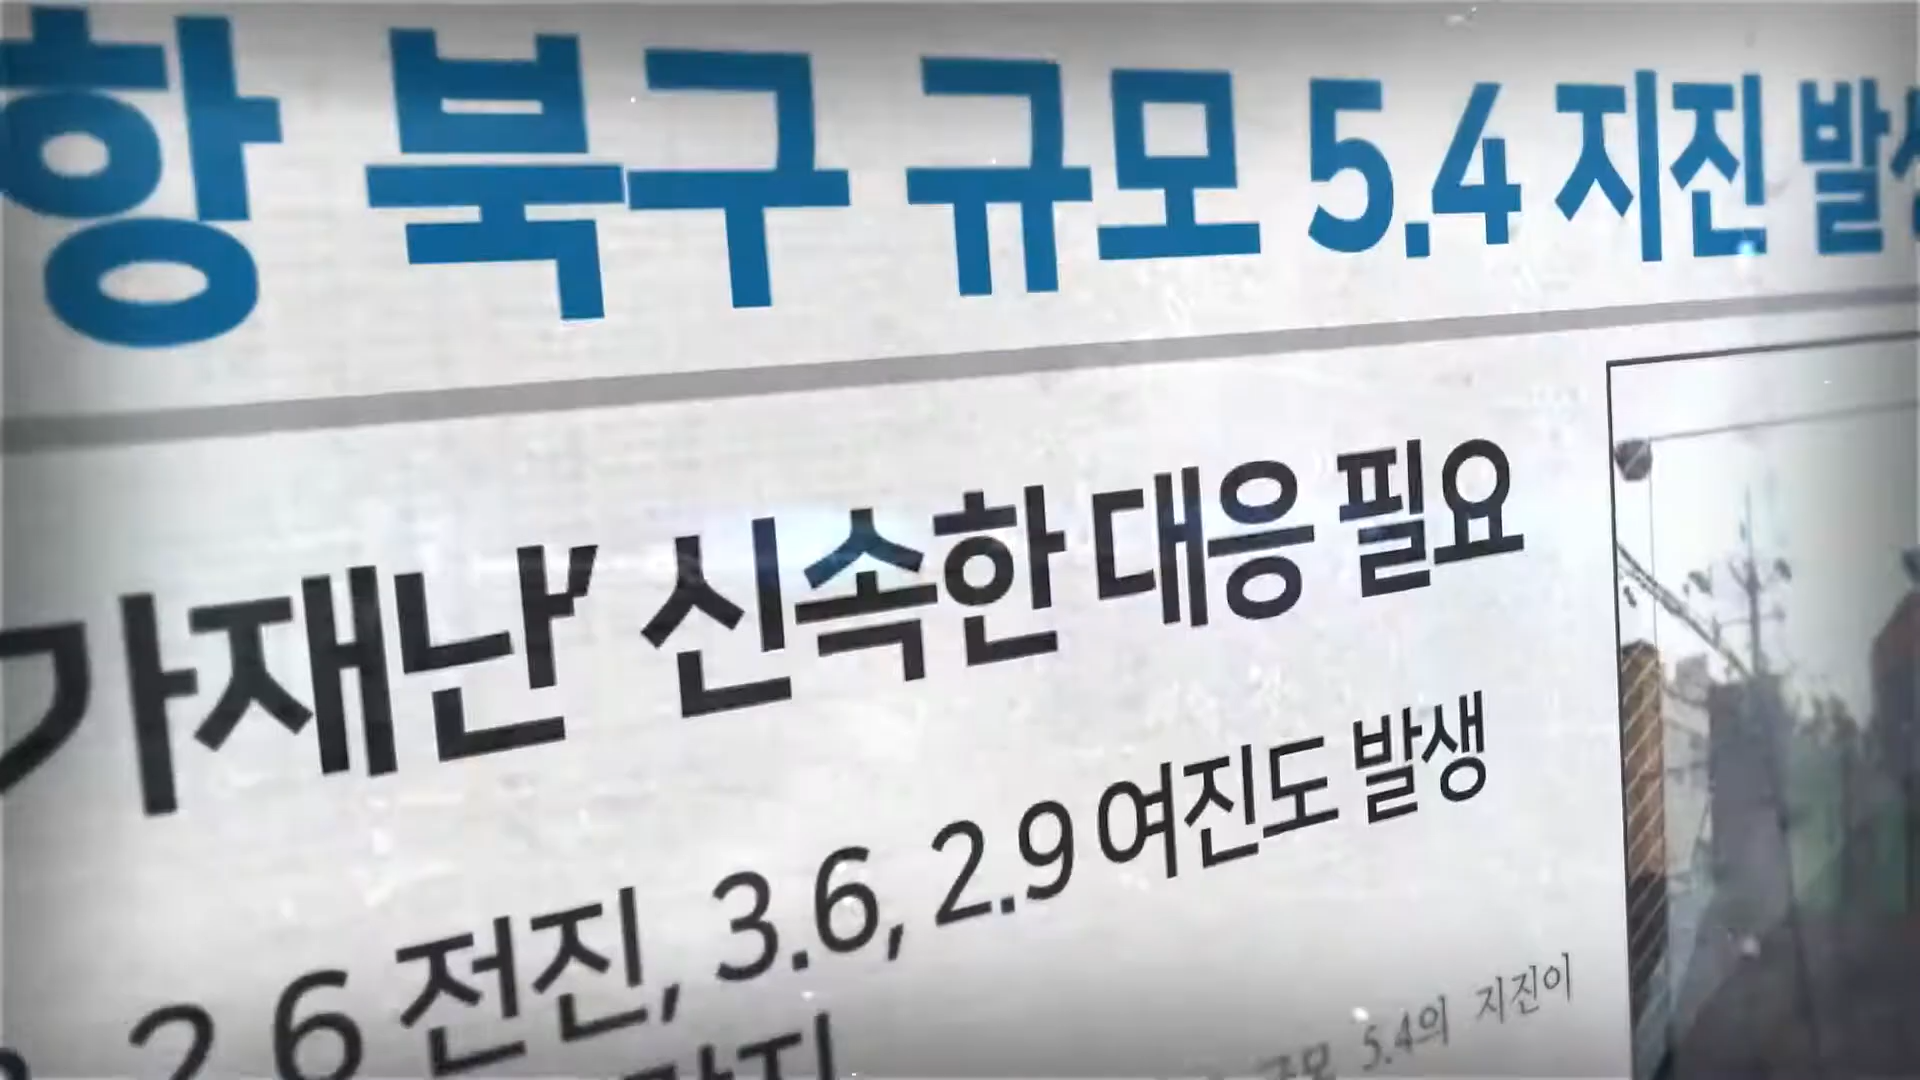 항 북구 규모 5.4 지진 발생
가재난" 신속한 대응 필요
2.6 전진, 3.6, 2.9 여진도 발생
규모 5.4의 지진이